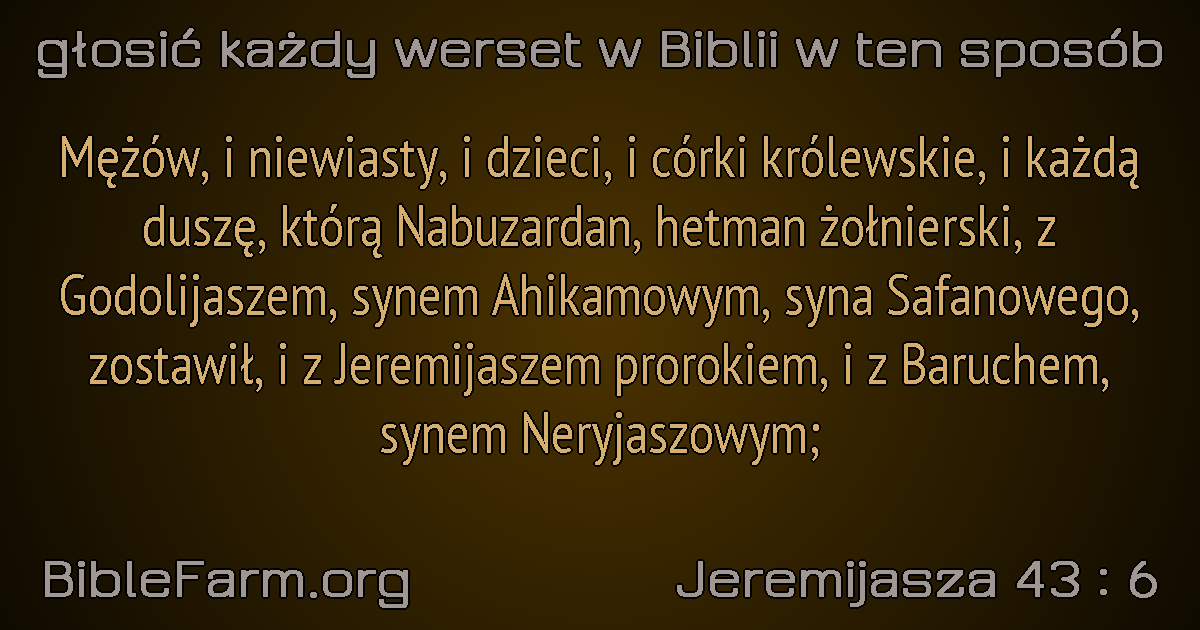 głosić każdy werset w Biblii w ten sposób
Mężów, i niewiasty, i dzieci, i córki królewskie, i każdą
duszę, którą Nabuzardan, hetman żołnierski, z
Godolijaszem, synem Ahikamowym, syna Safanowego,
zostawił, i z Jeremijaszem prorokiem, i z Baruchem,
synem Neryjaszowym;
BibleFarm.org
Jeremijasza 43 : 6